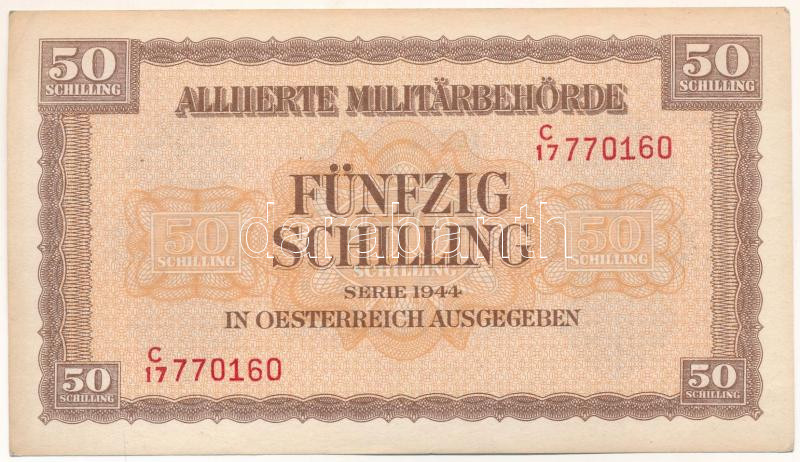 50
SCHILLING
50
SCHILLING
ALLIIERTE MILITÄRBEHÖRDE
C/17 770160
FÜNFZIG
SCHILLING
50
SCHILLING
SCHILLING
50
SCHILLING
darabanth
SERIE 1944
IN OESTERREICH AUSGEGEBEN
C/17 770160
50
SCHILLING
50
SCHILLING